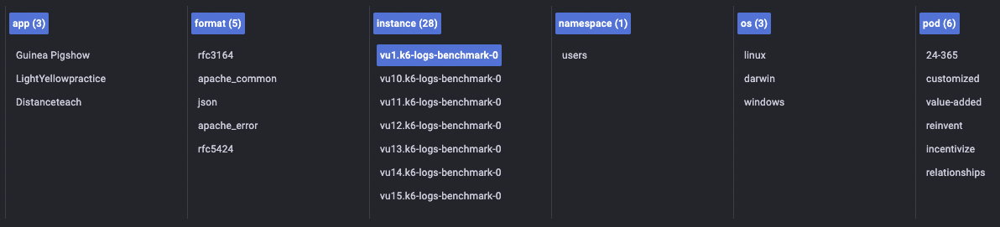 app (3)
Guinea Pigshow
LightYellowpractice
Distanceteach
format (5)
rfc3164
apache_common
json
apache_error
rfc5424
instance (28)
vu1.k6-logs-benchmark-0
vu10.k6-logs-benchmark-0
vu11.k6-logs-benchmark-0
vu12.k6-logs-benchmark-0
vu13.k6-logs-benchmark-0
vu14.k6-logs-benchmark-0
vu15.k6-logs-benchmark-0
namespace (1)
users
os (3)
linux
darwin
windows
pod (6)
24-365
customized
value-added
reinvent
incentivize
relationships